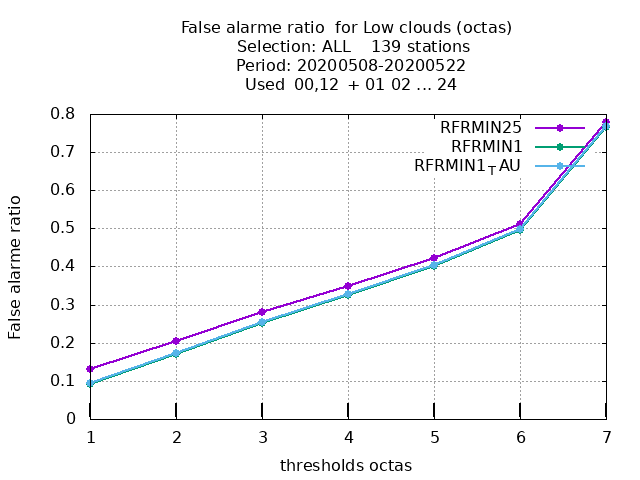 False alarme ratio  for Low clouds (octas)
Selection: ALL    139 stations
Period: 20200508-20200522
Used  00,12  + 01 02 ... 24
False alarme ratio
0.8
0.7
0.6
0.5
0.4
0.3
0.2
0.1
0
RFRMIN25
RFRMIN1
RFRMIN1TAU
1 2 3 4 5 6 7
thresholds octas